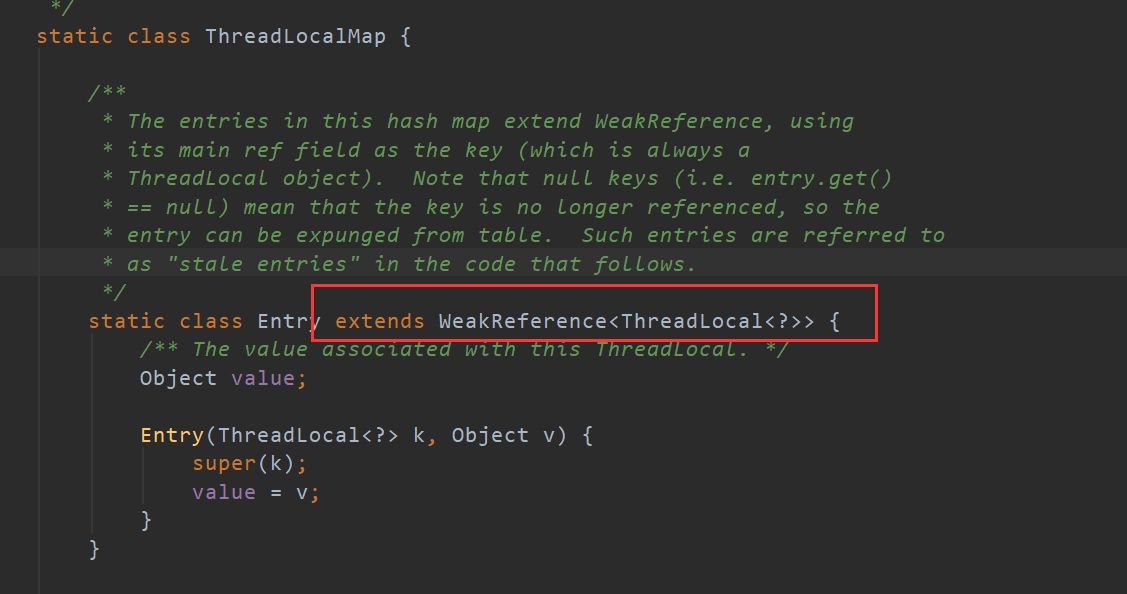 */
static class ThreadLocalMap {
/**
* The entries in this hash map extend WeakReference, using
* its main ref field as the key (which is always a
* ThreadLocal object).  Note that null keys (i.e. entry.get()
* == null) mean that the key is no longer referenced, so the
* entry can be expunged from table.  Such entries are referred to
* as "stale entries" in the code that follows.
*/
static class Entry extends WeakReference<ThreadLocal<?>> {
/** The value associated with this ThreadLocal. */
Object value;
Entry(ThreadLocal<?> k, Object v) {
super(k);
value = v;
}
}